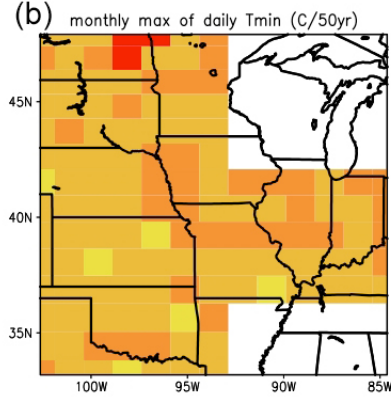 (b) monthly max of daily Tmin (C/50yr)
45N
40N
35N
100W 95W 90W 85W